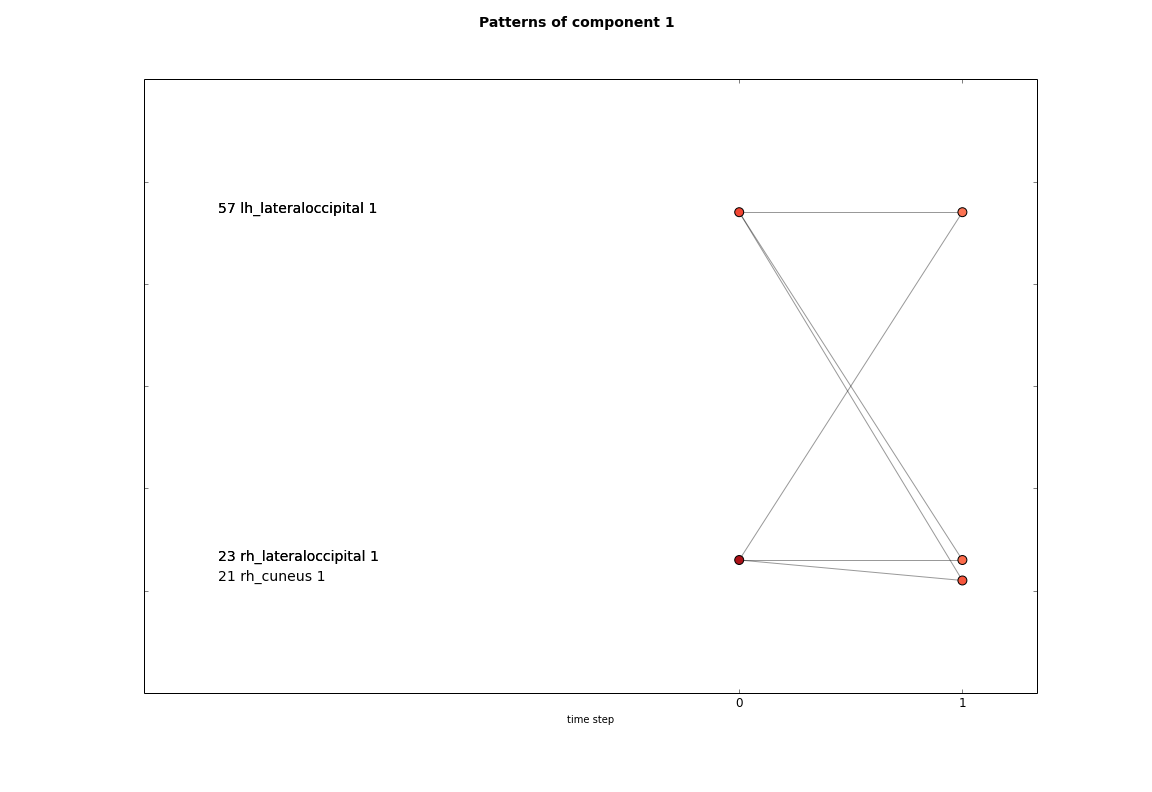 Patterns of component 1
57 lh_lateraloccipital 1
23 rh_lateraloccipital 1
21 rh_cuneus 1
0 1
time step